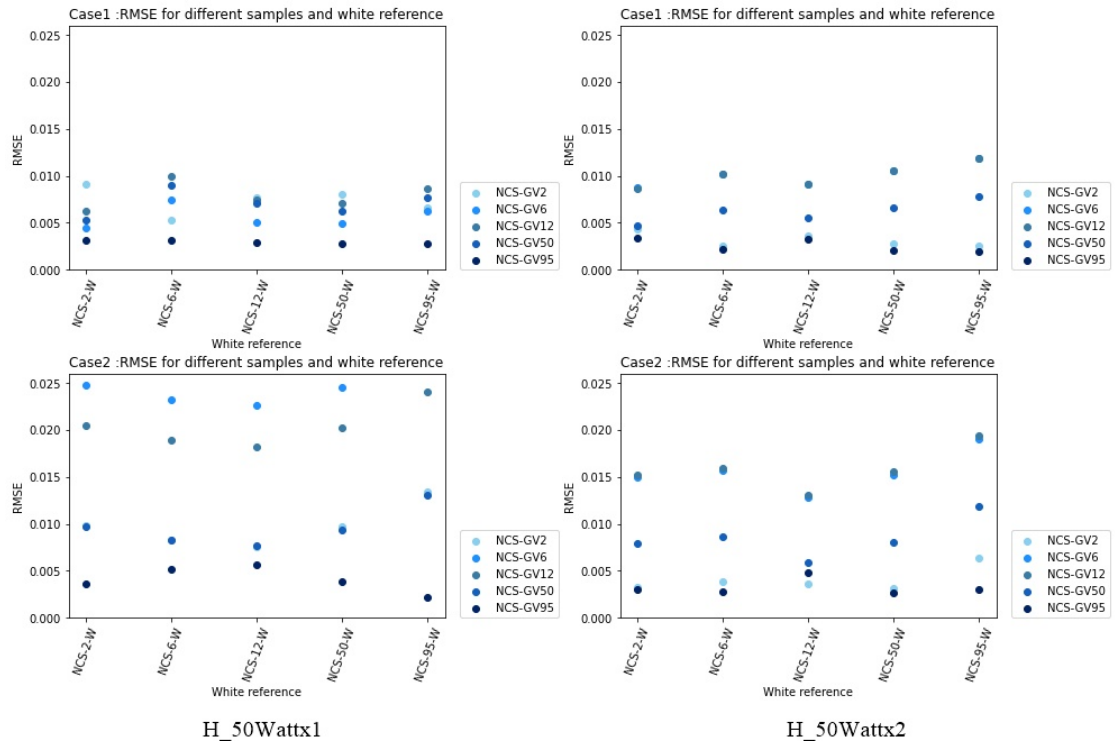 Case1 :RMSE for different samples and white reference
0.025
0.020
0.015
0.010
0.005
0.000
RMSE
NCS-2-W
NCS-6-W
NCS-12-W
NCS-50-W
NCS-95-W
White reference
NCS-GV2
NCS-GV6
NCS-GV12
NCS-GV50
NCS-GV95
Case1 :RMSE for different samples and white reference
0.025
0.020
0.015
0.010
0.005
0.000
RMSE
NCS-2-W
NCS-6-W
NCS-12-W
NCS-50-W
NCS-95-W
White reference
NCS-GV2
NCS-GV6
NCS-GV12
NCS-GV50
NCS-GV95
Case2 :RMSE for different samples and white reference
0.025
0.020
0.015
0.010
0.005
0.000
RMSE
NCS-2-W
NCS-6-W
NCS-12-W
NCS-50-W
NCS-95-W
White reference
NCS-GV2
NCS-GV6
NCS-GV12
NCS-GV50
NCS-GV95
Case2 :RMSE for different samples and white reference
0.025
0.020
0.015
0.010
0.005
0.000
RMSE
NCS-2-W
NCS-6-W
NCS-12-W
NCS-50-W
NCS-95-W
White reference
NCS-GV2
NCS-GV6
NCS-GV12
NCS-GV50
NCS-GV95
H_50Wattx1
H_50Wattx2